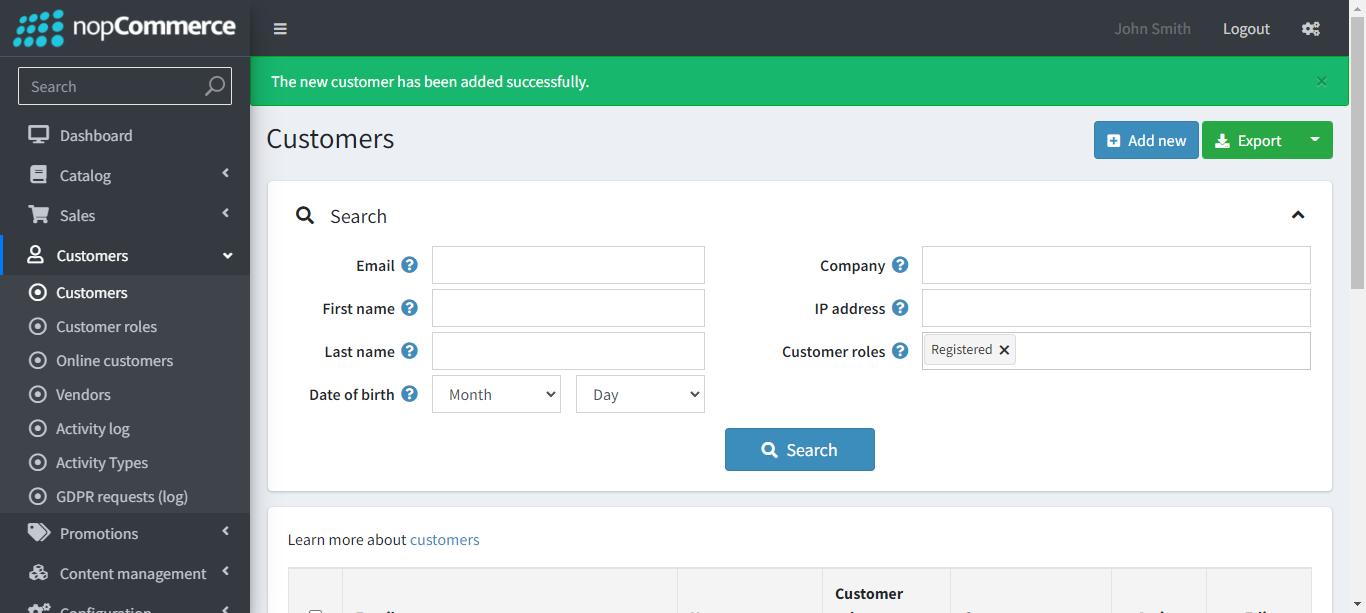 nopCommerce
John Smith
Logout
Search
The new customer has been added successfully.
×
Dashboard
Catalog
Sales
Customers
Customers
Customer roles
Online customers
Vendors
Activity log
Activity Types
GDPR requests (log)
Promotions
Content management
Configuration
Customers
Add new
Export
Search
Email
Company
First name
IP address
Last name
Customer roles
Registered ×
Date of birth
Month
Day
Search
Learn more about customers
Customer